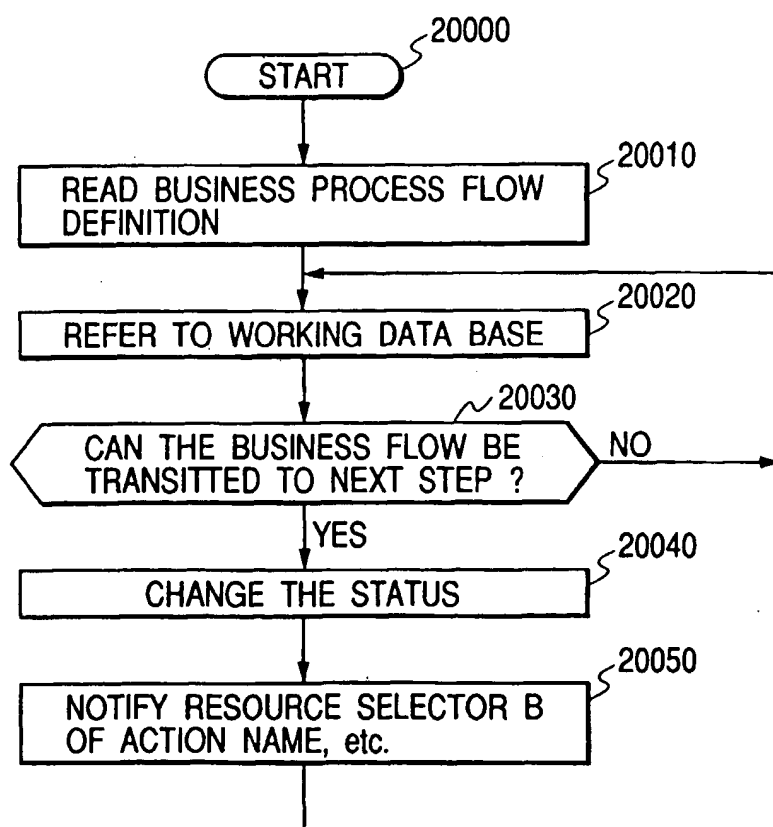 20000
START
20010
READ BUSINESS PROCESS FLOW
DEFINITION
20020
REFER TO WORKING DATA BASE
20030
CAN THE BUSINESS FLOW BE
TRANSITTED TO NEXT STEP ?
NO
YES
20040
CHANGE THE STATUS
20050
NOTIFY RESOURCE SELECTOR B
OF ACTION NAME, etc.